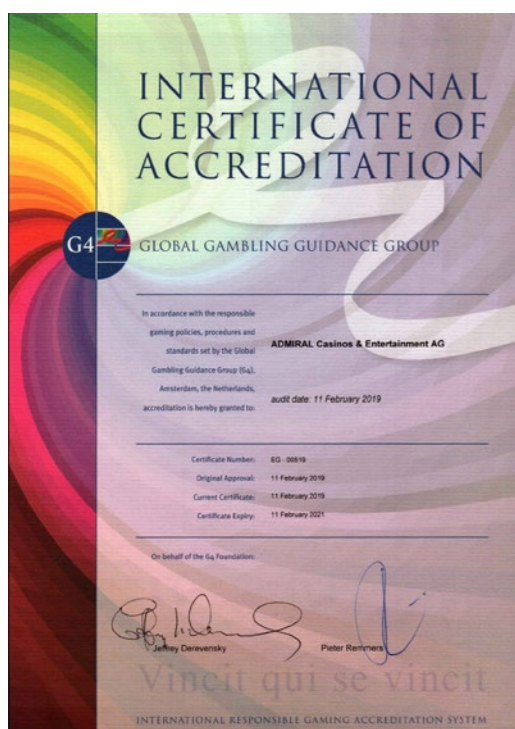 INTERNATIONAL
CERTIFICATE OF
ACCREDITATION
G4
GLOBAL GAMBLING GUIDANCE GROUP
In accordance with the responsible
gaming policies, procedures and
standards set by the Global
Gambling Guidance Group (G4),
Amsterdam, the Netherlands,
accreditation is hereby granted to:
ADMIRAL Casinos & Entertainment AG
audit date: 11 February 2019
Certificate Number: EG - 00519
Original Approval: 11 February 2019
Current Certificate: 11 February 2019
Certificate Expiry: 11 February 2021
On behalf of the G4 Foundation:
Jeffrey Derevensky
Pieter Remmers
Vincit qui se vincit
INTERNATIONAL RESPONSIBLE GAMING ACCREDITATION SYSTEM